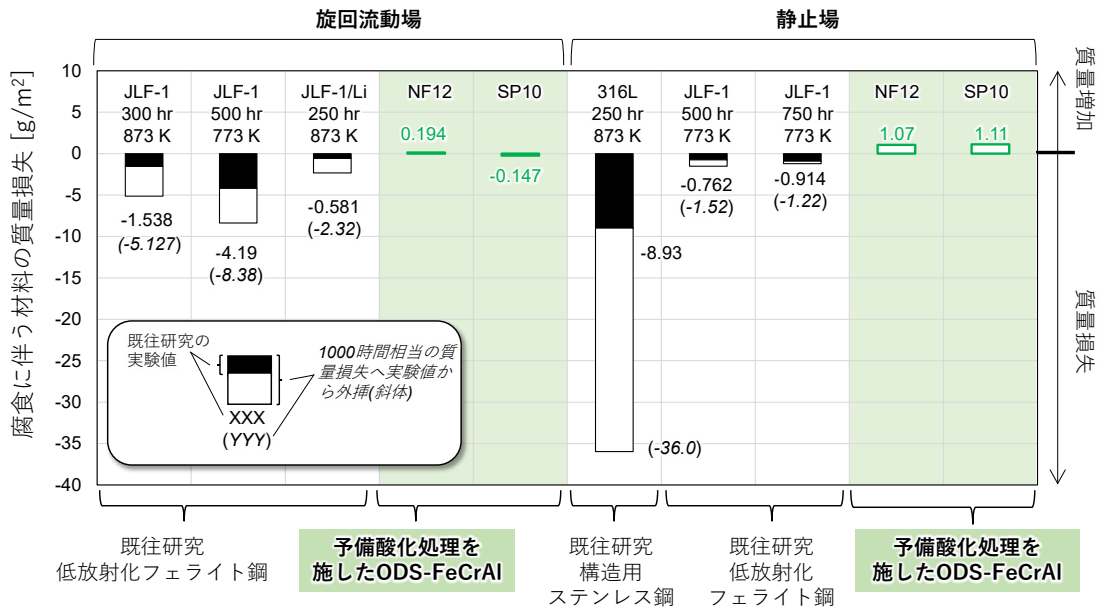 旋回流動場
静止場
腐食に伴う材料の質量損失 [g/m²]
10
5
0
-5
-10
-15
-20
-25
-30
-35
-40
JLF-1
300 hr
873 K
-1.538
(-5.127)
JLF-1
500 hr
773 K
-4.19
(-8.38)
JLF-1/Li
250 hr
873 K
-0.581
(-2.32)
NF12
0.194
SP10
-0.147
316L
250 hr
873 K
-8.93
(-36.0)
JLF-1
500 hr
773 K
-0.762
(-1.52)
JLF-1
750 hr
773 K
-0.914
(-1.22)
NF12
1.07
SP10
1.11
質量増加
質量損失
既往研究の
実験値
XXX
(YYY)
1000時間相当の質
量損失へ実験値か
ら外挿(斜体)
既往研究
低放射化フェライト鋼
予備酸化処理を
施したODS-FeCrAl
既往研究
構造用
ステンレス鋼
既往研究
低放射化
フェライト鋼
予備酸化処理を
施したODS-FeCrAl